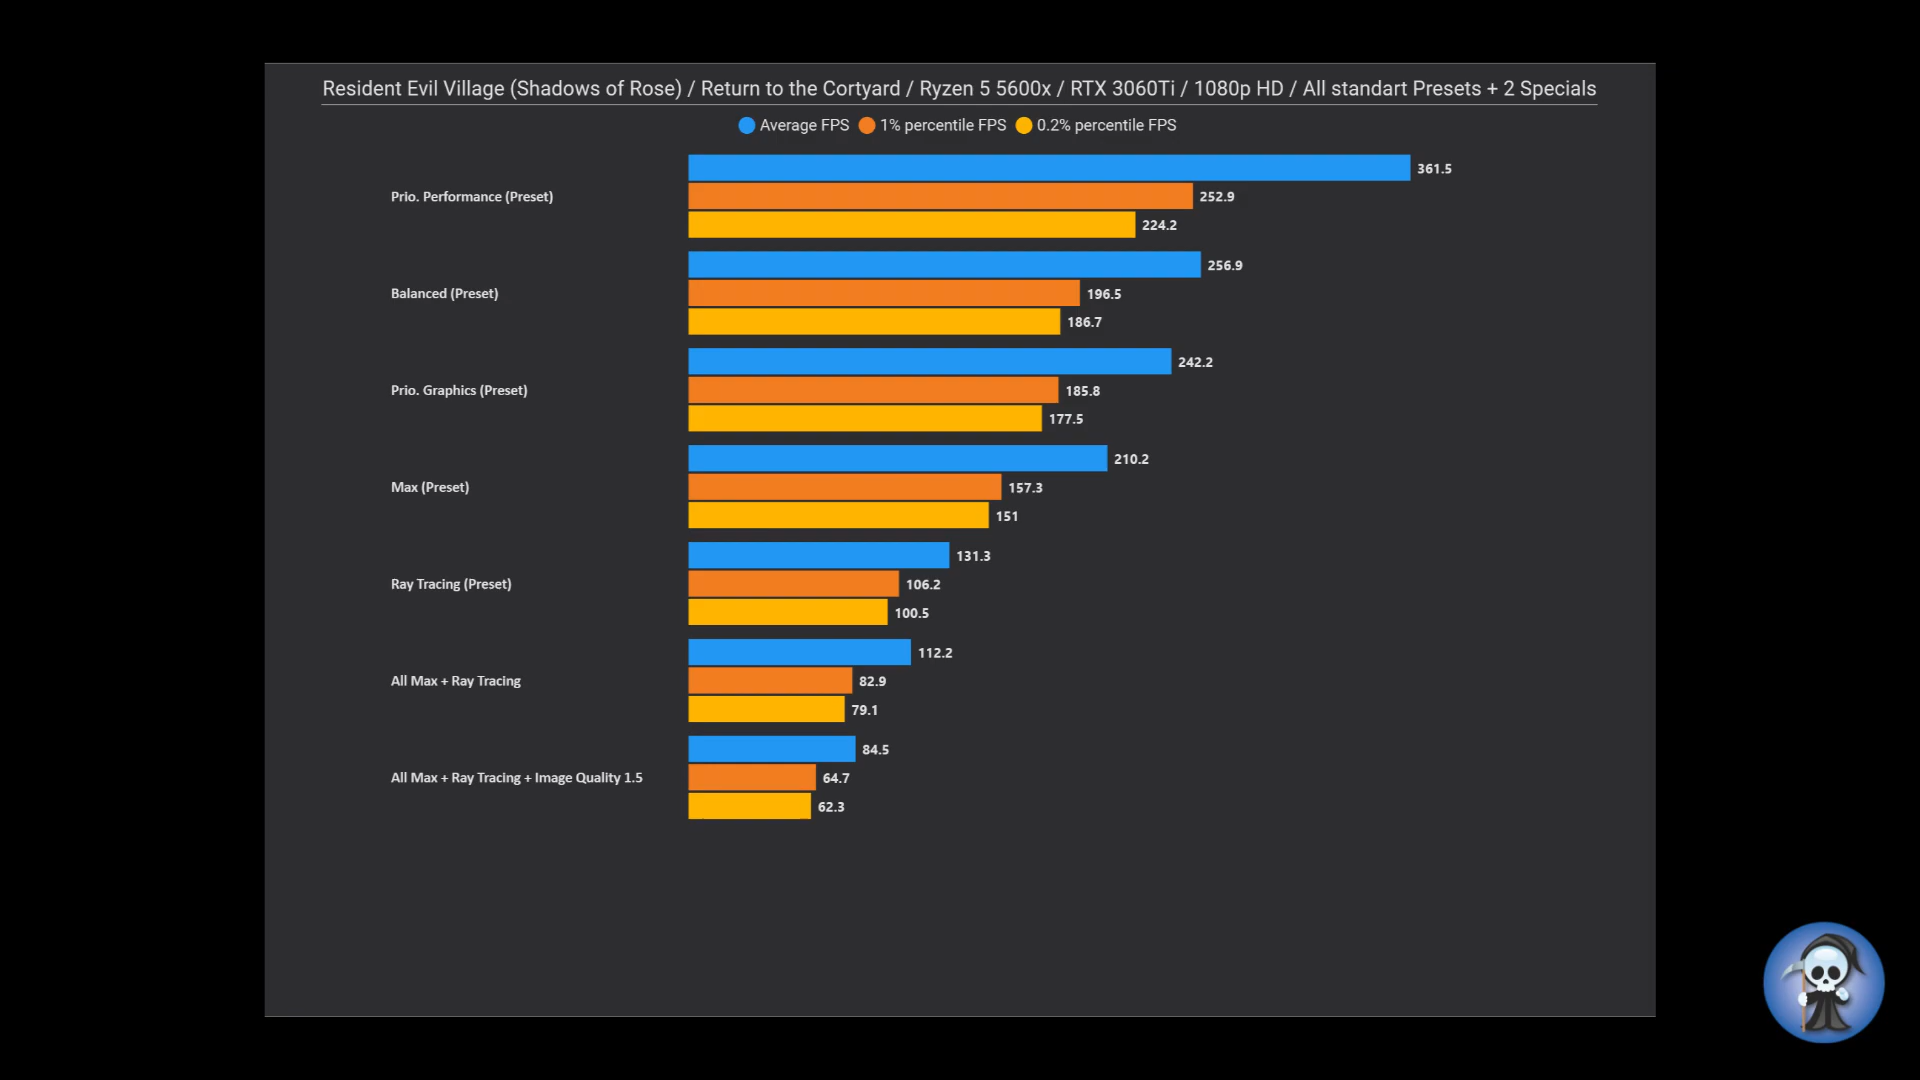 Resident Evil Village (Shadows of Rose) / Return to the Cortyard / Ryzen 5 5600x / RTX 3060Ti / 1080p HD / All standart Presets + 2 Specials
Average FPS 1% percentile FPS 0.2% percentile FPS
361.5
Prio. Performance (Preset) 252.9
224.2
256.9
Balanced (Preset) 196.5
186.7
242.2
Prio. Graphics (Preset) 185.8
177.5
210.2
Max (Preset) 157.3
151
131.3
Ray Tracing (Preset) 106.2
100.5
112.2
All Max + Ray Tracing 82.9
79.1
84.5
All Max + Ray Tracing + Image Quality 1.5 64.7
62.3